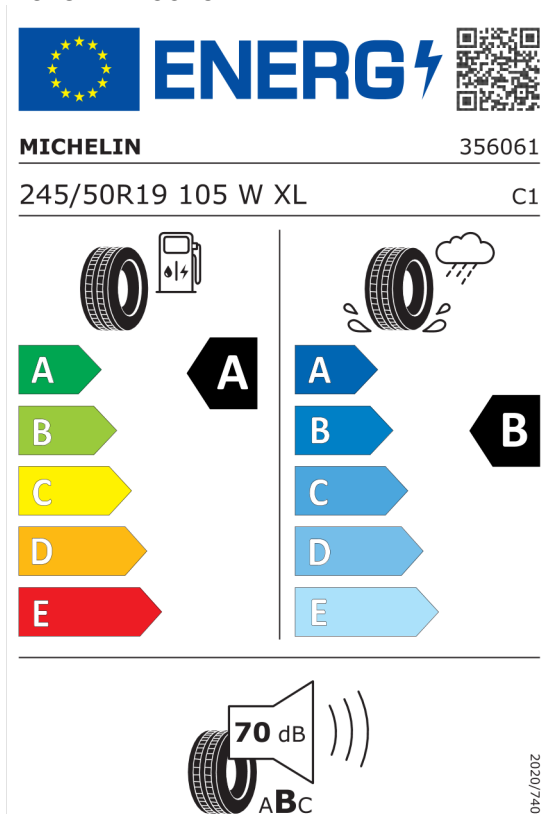 ENERG
MICHELIN 356061
245/50R19 105 W XL C1
A A A
B B B
C C
D D
E E
70 dB
ABC
2020/740